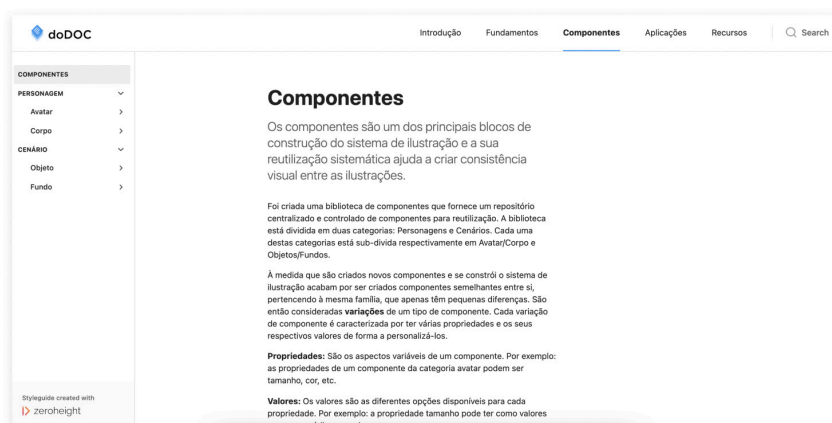 doDOC
Introdução Fundamentos Componentes Aplicações Recursos Search
COMPONENTES
PERSONAGEM
Avatar
Corpo
CENÁRIO
Objeto
Fundo
Componentes
Os componentes são um dos principais blocos de
construção do sistema de ilustração e a sua
reutilização sistemática ajuda a criar consistência
visual entre as ilustrações.
Foi criada uma biblioteca de componentes que fornece um repositório
centralizado e controlado de componentes para reutilização. A biblioteca
está dividida em duas categorias: Personagens e Cenários. Cada uma
destas categorias está sub-divida respectivamente em Avatar/Corpo e
Objetos/Fundos.
À medida que são criados novos componentes e se constrói o sistema de
ilustração acabam por ser criados componentes semelhantes entre si,
pertencendo à mesma família, que apenas têm pequenas diferenças. São
então consideradas variações de um tipo de componente. Cada variação
de componente é caracterizada por ter várias propriedades e os seus
respectivos valores de forma a personalizá-los.
Propriedades: São os aspectos variáveis de um componente. Por exemplo:
as propriedades de um componente da categoria avatar podem ser
tamanho, cor, etc.
Valores: Os valores são as diferentes opções disponíveis para cada
propriedade. Por exemplo: a propriedade tamanho pode ter como valores
Styleguide created with
zeroheight